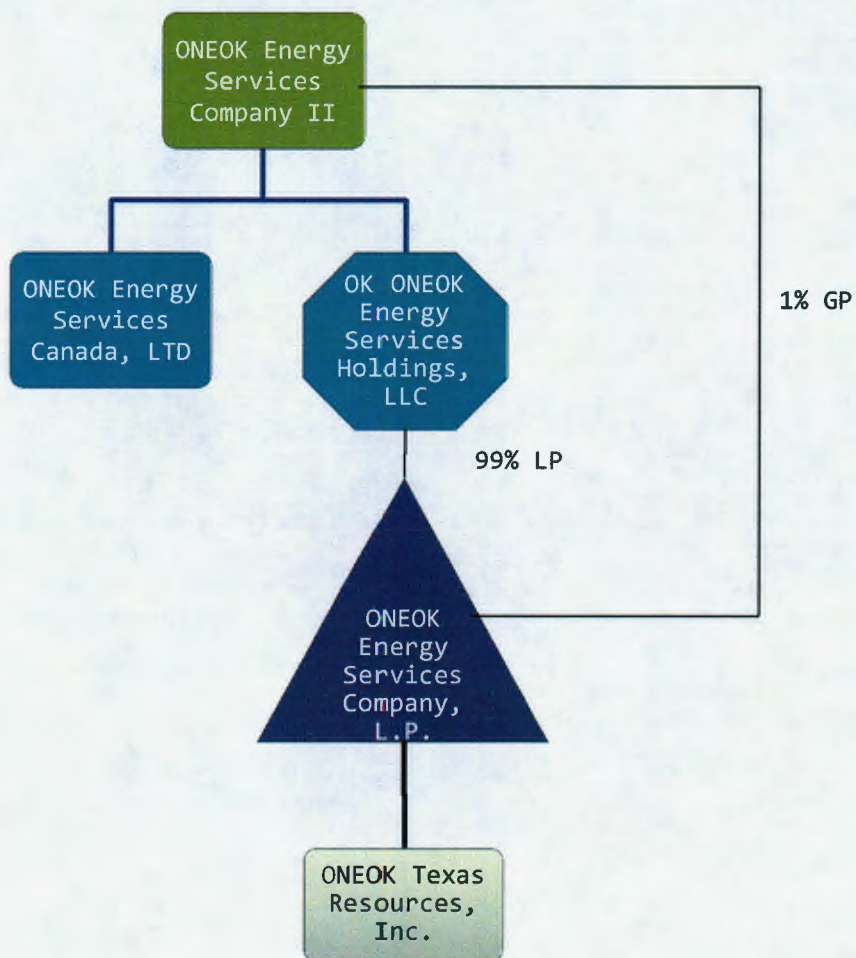 ONEOK Energy
Services
Company II
ONEOK Energy
Services
Canada, LTD
OK ONEOK
Energy
Services
Holdings,
LLC
1% GP
99% LP
ONEOK
Energy
Services
Company,
L.P.
ONEOK Texas
Resources,
Inc.